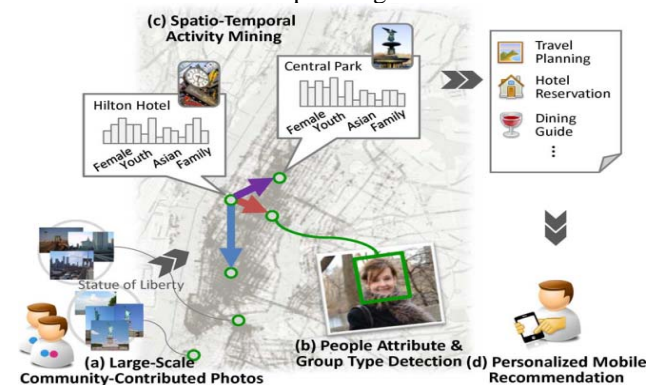 (c) Spatio-Temporal
Activity Mining
Hilton Hotel
Female
Youth
Asian
Family
Central Park
Female
Youth
Asian
Family
Travel
Planning
Hotel
Reservation
Dining
Guide
Statue of Liberty
(a) Large-Scale
Community-Contributed Photos
(b) People Attribute &
Group Type Detection
(d) Personalized Mobile
Recommendation